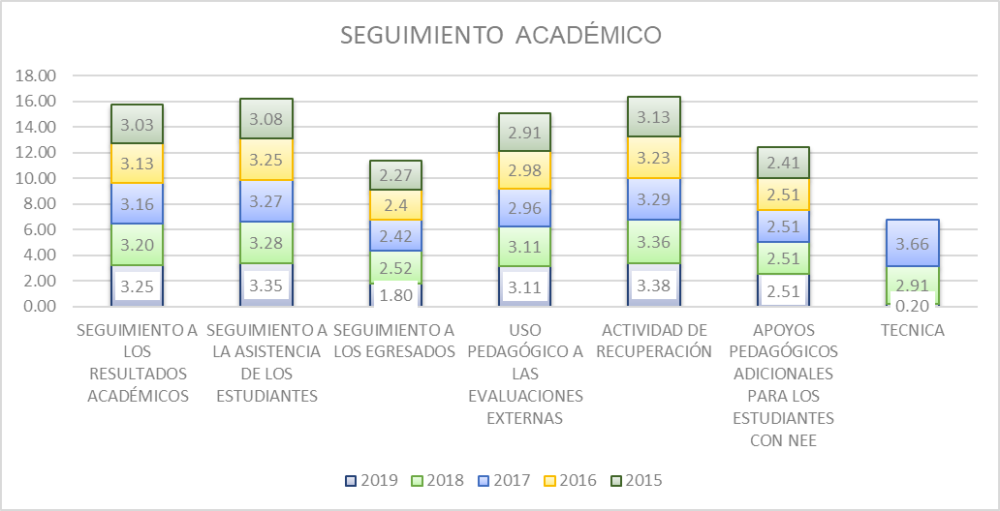 SEGUIMIENTO ACADÉMICO
18.00
16.00
14.00
12.00
10.00
8.00
6.00
4.00
2.00
0.00
3.03 3.08 2.27 2.91 3.13 2.41
3.13 3.25 2.4 2.98 3.23 2.51
3.16 3.27 2.42 2.96 3.29 2.51 3.66
3.20 3.28 2.52 3.11 3.36 2.51 2.91
3.25 3.35 1.80 3.11 3.38 2.51 0.20
SEGUIMIENTO A
LOS
RESULTADOS
ACADÉMICOS
SEGUIMIENTO A
LA ASISTENCIA
DE LOS
ESTUDIANTES
SEGUIMIENTO A
LOS EGRESADOS
USO
PEDAGÓGICO A
LAS
EVALUACIONES
EXTERNAS
ACTIVIDAD DE
RECUPERACIÓN
APOYOS
PEDAGÓGICOS
ADICIONALES
PARA LOS
ESTUDIANTES
CON NEE
TECNICA
2019 2018 2017 2016 2015